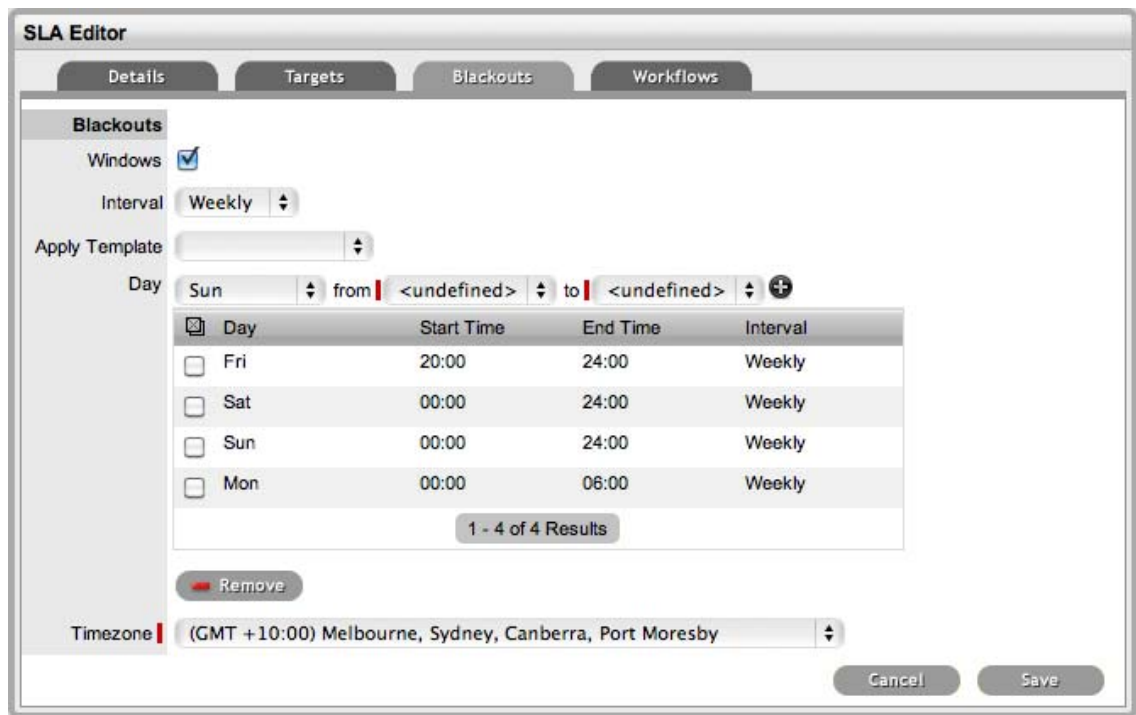 SLA Editor
Details Targets Blackouts Workflows
Blackouts
Windows
Interval Weekly
Apply Template
Day Sun from <undefined> to <undefined>
Day Start Time End Time Interval
Fri 20:00 24:00 Weekly
Sat 00:00 24:00 Weekly
Sun 00:00 24:00 Weekly
Mon 00:00 06:00 Weekly
1 - 4 of 4 Results
Remove
Timezone (GMT +10:00) Melbourne, Sydney, Canberra, Port Moresby
Cancel Save